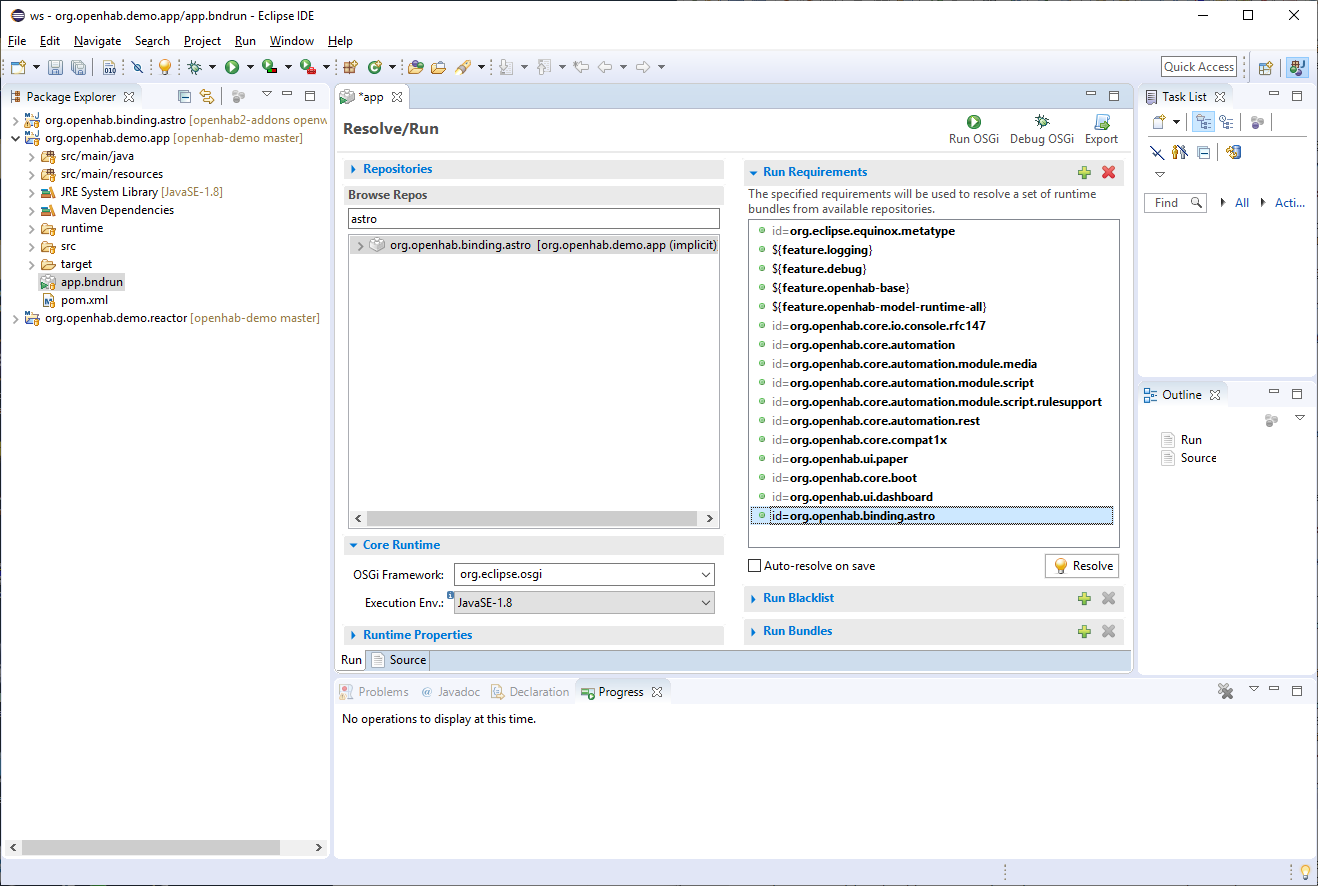 ws - org.openhab.demo.app/app.bndrun - Eclipse IDE
File Edit Navigate Search Project Run Window Help
Quick Access
Package Explorer
org.openhab.binding.astro [openhab2-addons openw
org.openhab.demo.app [openhab-demo master]
src/main/java
src/main/resources
JRE System Library [JavaSE-1.8]
Maven Dependencies
runtime
src
target
app.bndrun
pom.xml
org.openhab.demo.reactor [openhab-demo master]
*app
Resolve/Run
Run OSGi Debug OSGi Export
Repositories
Browse Repos
astro
org.openhab.binding.astro [org.openhab.demo.app (implicit)
Core Runtime
OSGi Framework: org.eclipse.osgi
Execution Env.: JavaSE-1.8
Runtime Properties
Run Requirements
The specified requirements will be used to resolve a set of runtime
bundles from available repositories.
id=org.eclipse.equinox.metatype
${feature.logging}
${feature.debug}
${feature.openhab-base}
${feature.openhab-model-runtime-all}
id=org.openhab.core.io.console.rfc147
id=org.openhab.core.automation
id=org.openhab.core.automation.module.media
id=org.openhab.core.automation.module.script
id=org.openhab.core.automation.module.script.rulesupport
id=org.openhab.core.automation.rest
id=org.openhab.core.compat1x
id=org.openhab.ui.paper
id=org.openhab.core.boot
id=org.openhab.ui.dashboard
id=org.openhab.binding.astro
Auto-resolve on save Resolve
Run Blacklist
Run Bundles
Run Source
Problems @ Javadoc Declaration Progress
No operations to display at this time.
Task List
Find All Acti...
Outline
Run
Source